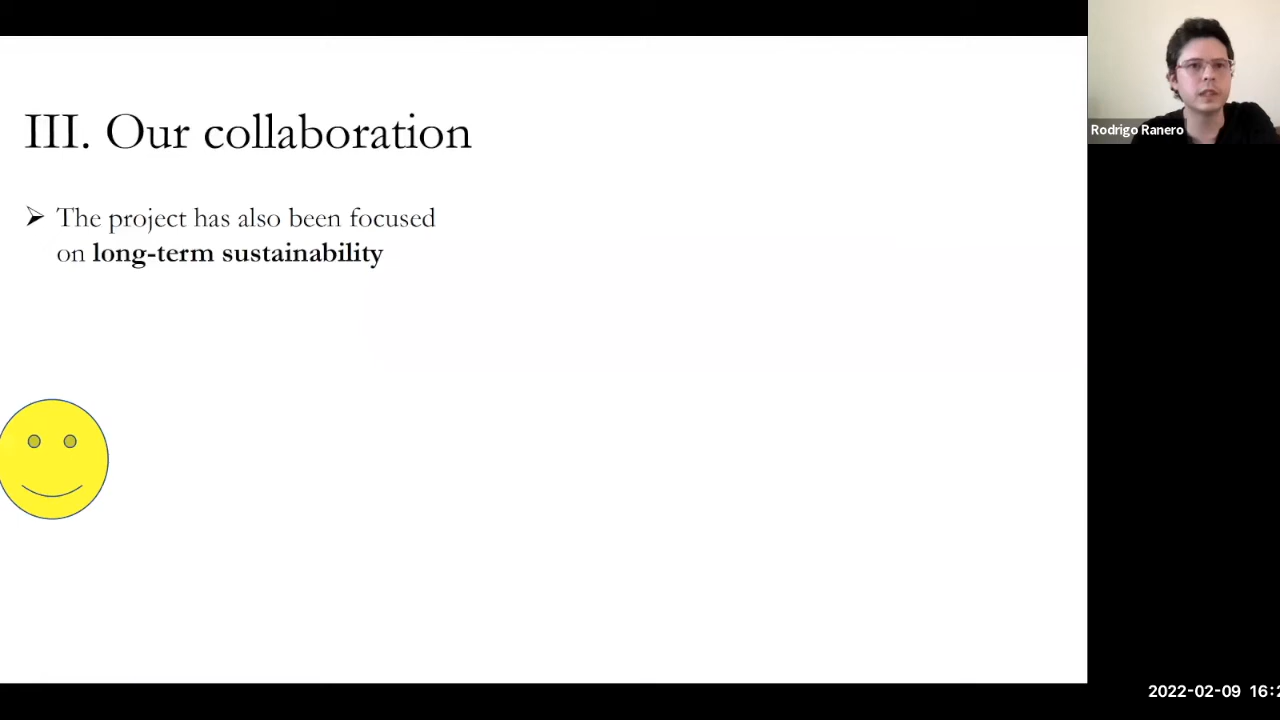 III. Our collaboration
➢ The project has also been focused
on long-term sustainability
Rodrigo Ranero
2022-02-09 16:2